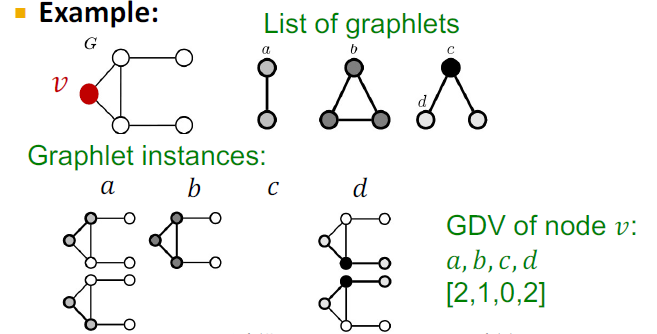 Example:
List of graphlets
G
a
b
c
v
d
Graphlet instances:
a b c d
GDV of node v:
a, b, c, d
[2,1,0,2]